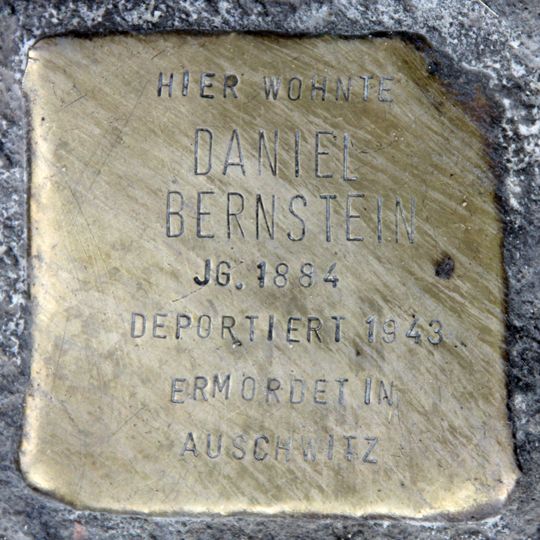 HIER WOHNTE
DANIEL
BERNSTEIN
JG. 1884
DEPORTIERT 1943
ERMORDET IN
AUSCHWITZ